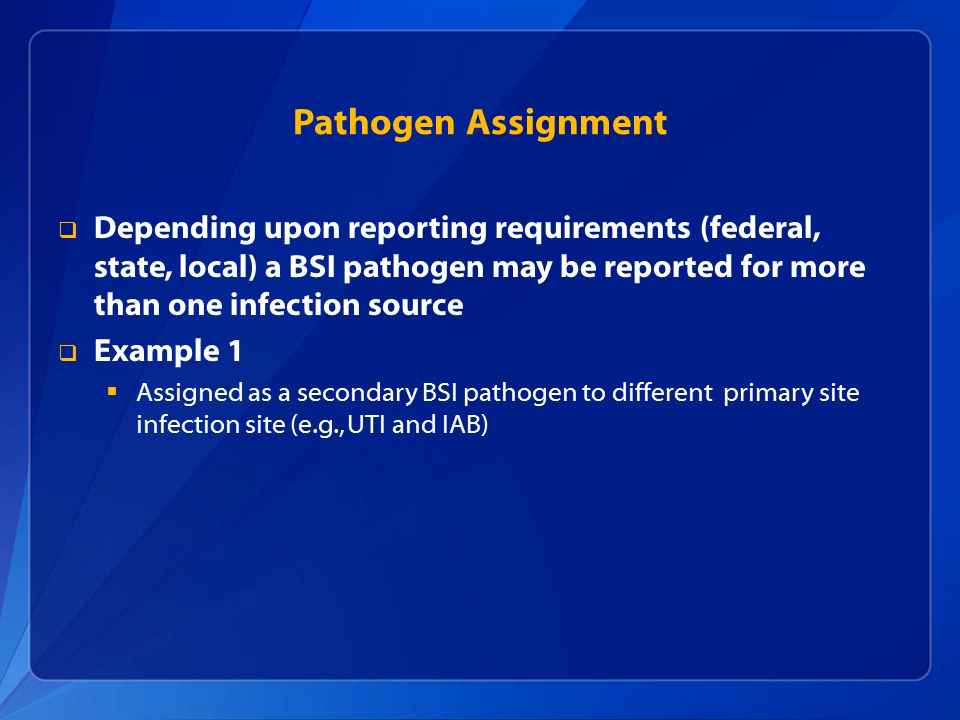 Pathogen Assignment
Depending upon reporting requirements (federal,
state, local) a BSI pathogen may be reported for more
than one infection source
Example 1
Assigned as a secondary BSI pathogen to different primary site
infection site (e.g., UTI and IAB)